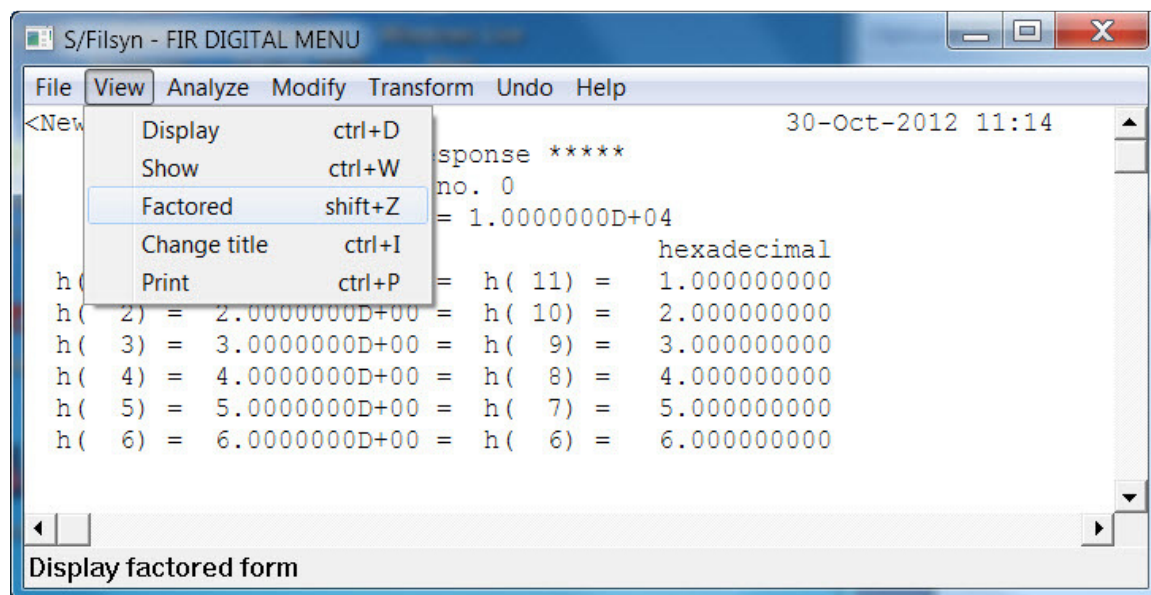 S/Filsyn - FIR DIGITAL MENU
File View Analyze Modify Transform Undo Help
<New 30-Oct-2012 11:14
Display ctrl+D
Show ctrl+W
Factored shift+Z
Change title ctrl+I
Print ctrl+P
sponse *****
no. 0
= 1.0000000D+04
hexadecimal
h( = h( 11) = 1.000000000
h( 2) = 2.0000000D+00 = h( 10) = 2.000000000
h( 3) = 3.0000000D+00 = h( 9) = 3.000000000
h( 4) = 4.0000000D+00 = h( 8) = 4.000000000
h( 5) = 5.0000000D+00 = h( 7) = 5.000000000
h( 6) = 6.0000000D+00 = h( 6) = 6.000000000
Display factored form